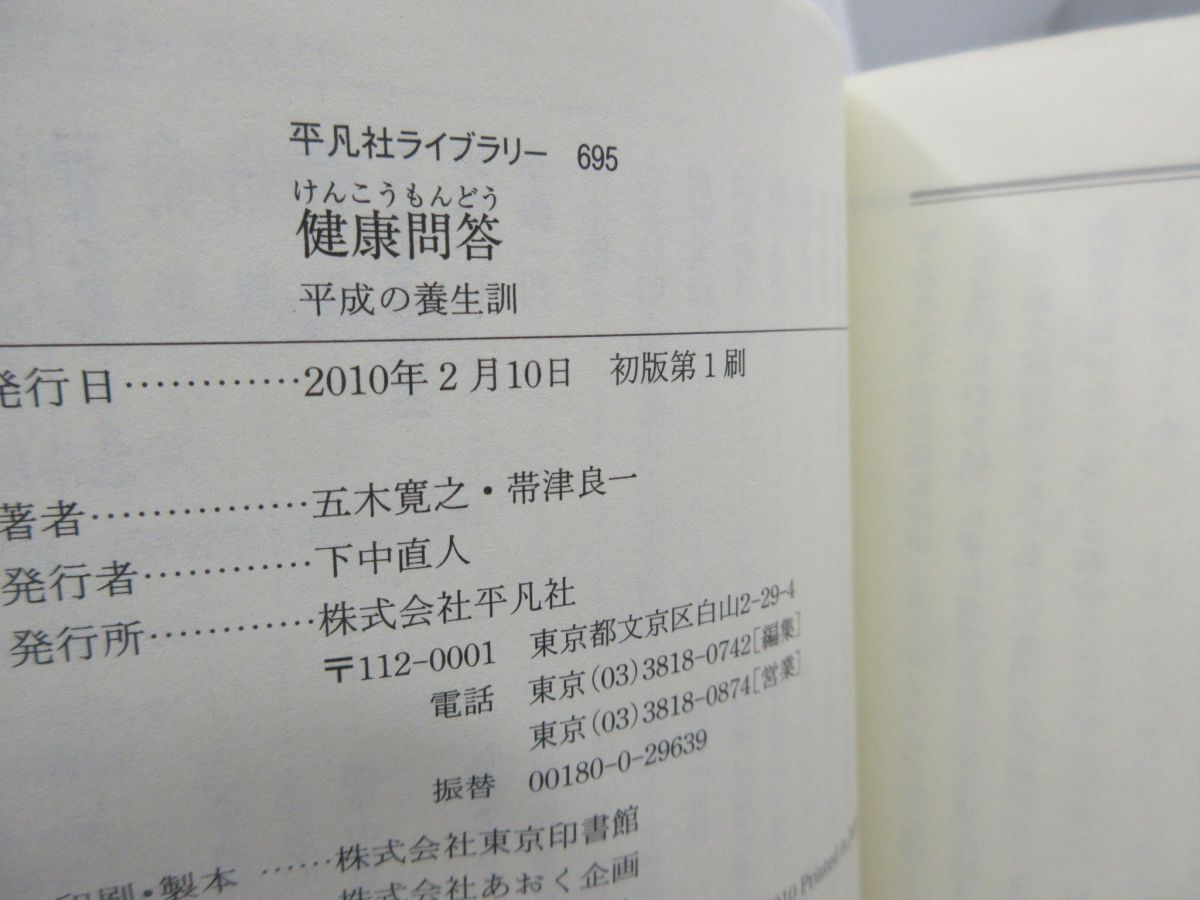 平凡社ライブラリー 695
けんこうもんどう
健康問答
平成の養生訓
発行日…………2010年2月10日 初版第1刷
著者……………五木寛之・帯津良一
発行者…………下中直人
発行所…………株式会社平凡社
〒112-0001 東京都文京区白山2-29-4
電話 東京(03)3818-0742[編集]
東京(03)3818-0874[営業]
振替 00180-0-29639
印刷・製本……株式会社東京印書館
株式会社あおく企画
Printed in